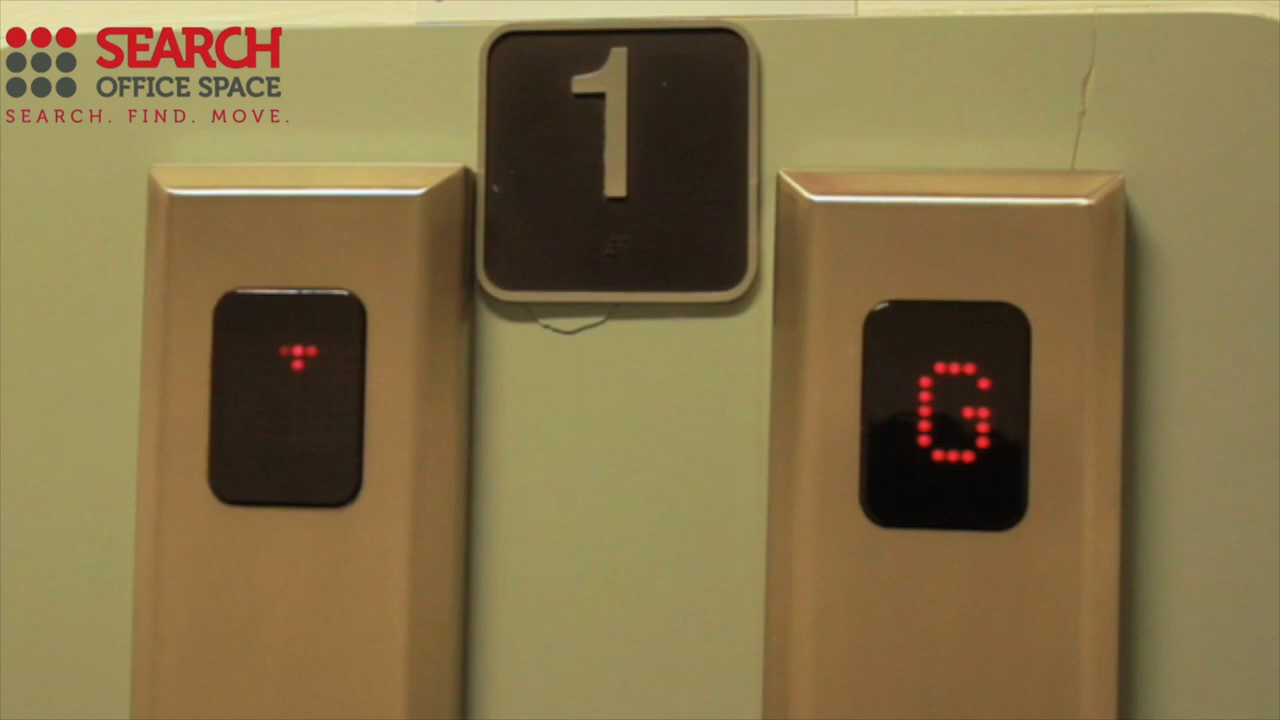 SEARCH
OFFICE SPACE
SEARCH. FIND. MOVE.
1
G